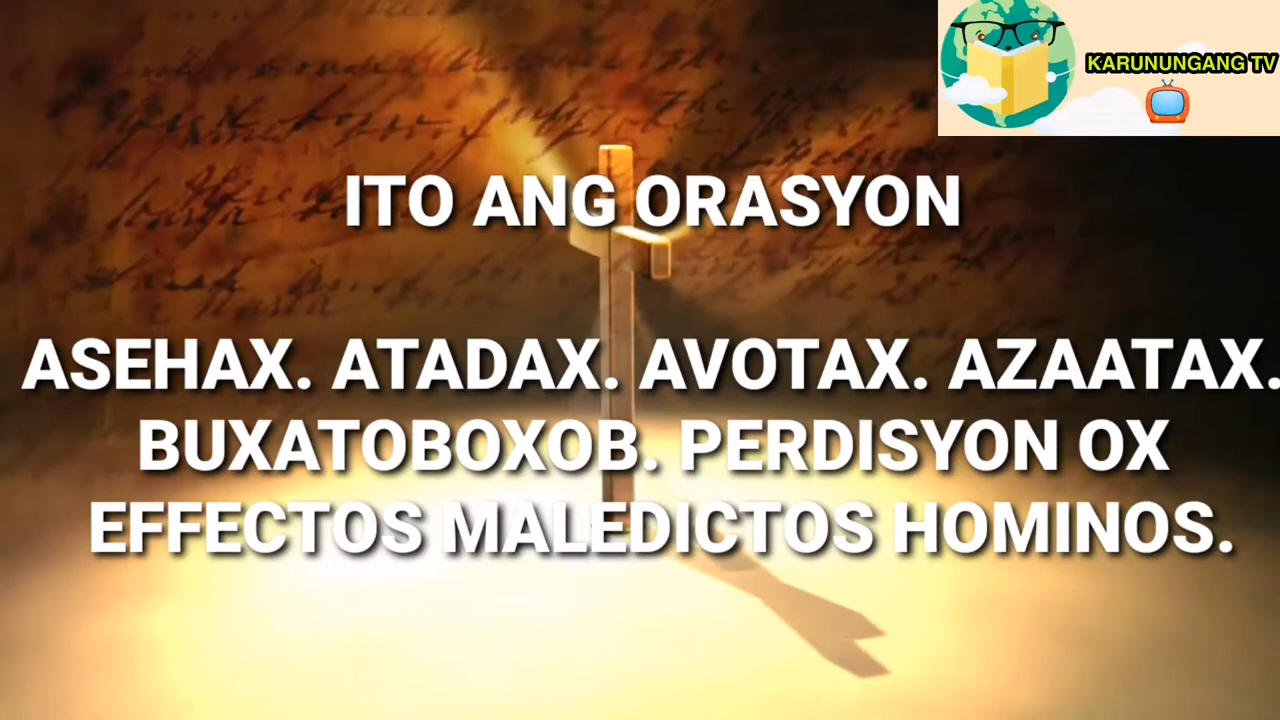 KARUNUNGANG TV
ITO ANG ORASYON
ASEHAX. ATADAX. AVOTAX. AZAATAX.
BUXATOBOXOB. PERDISYON OX
EFFECTOS MALEDICTOS HOMINOS.